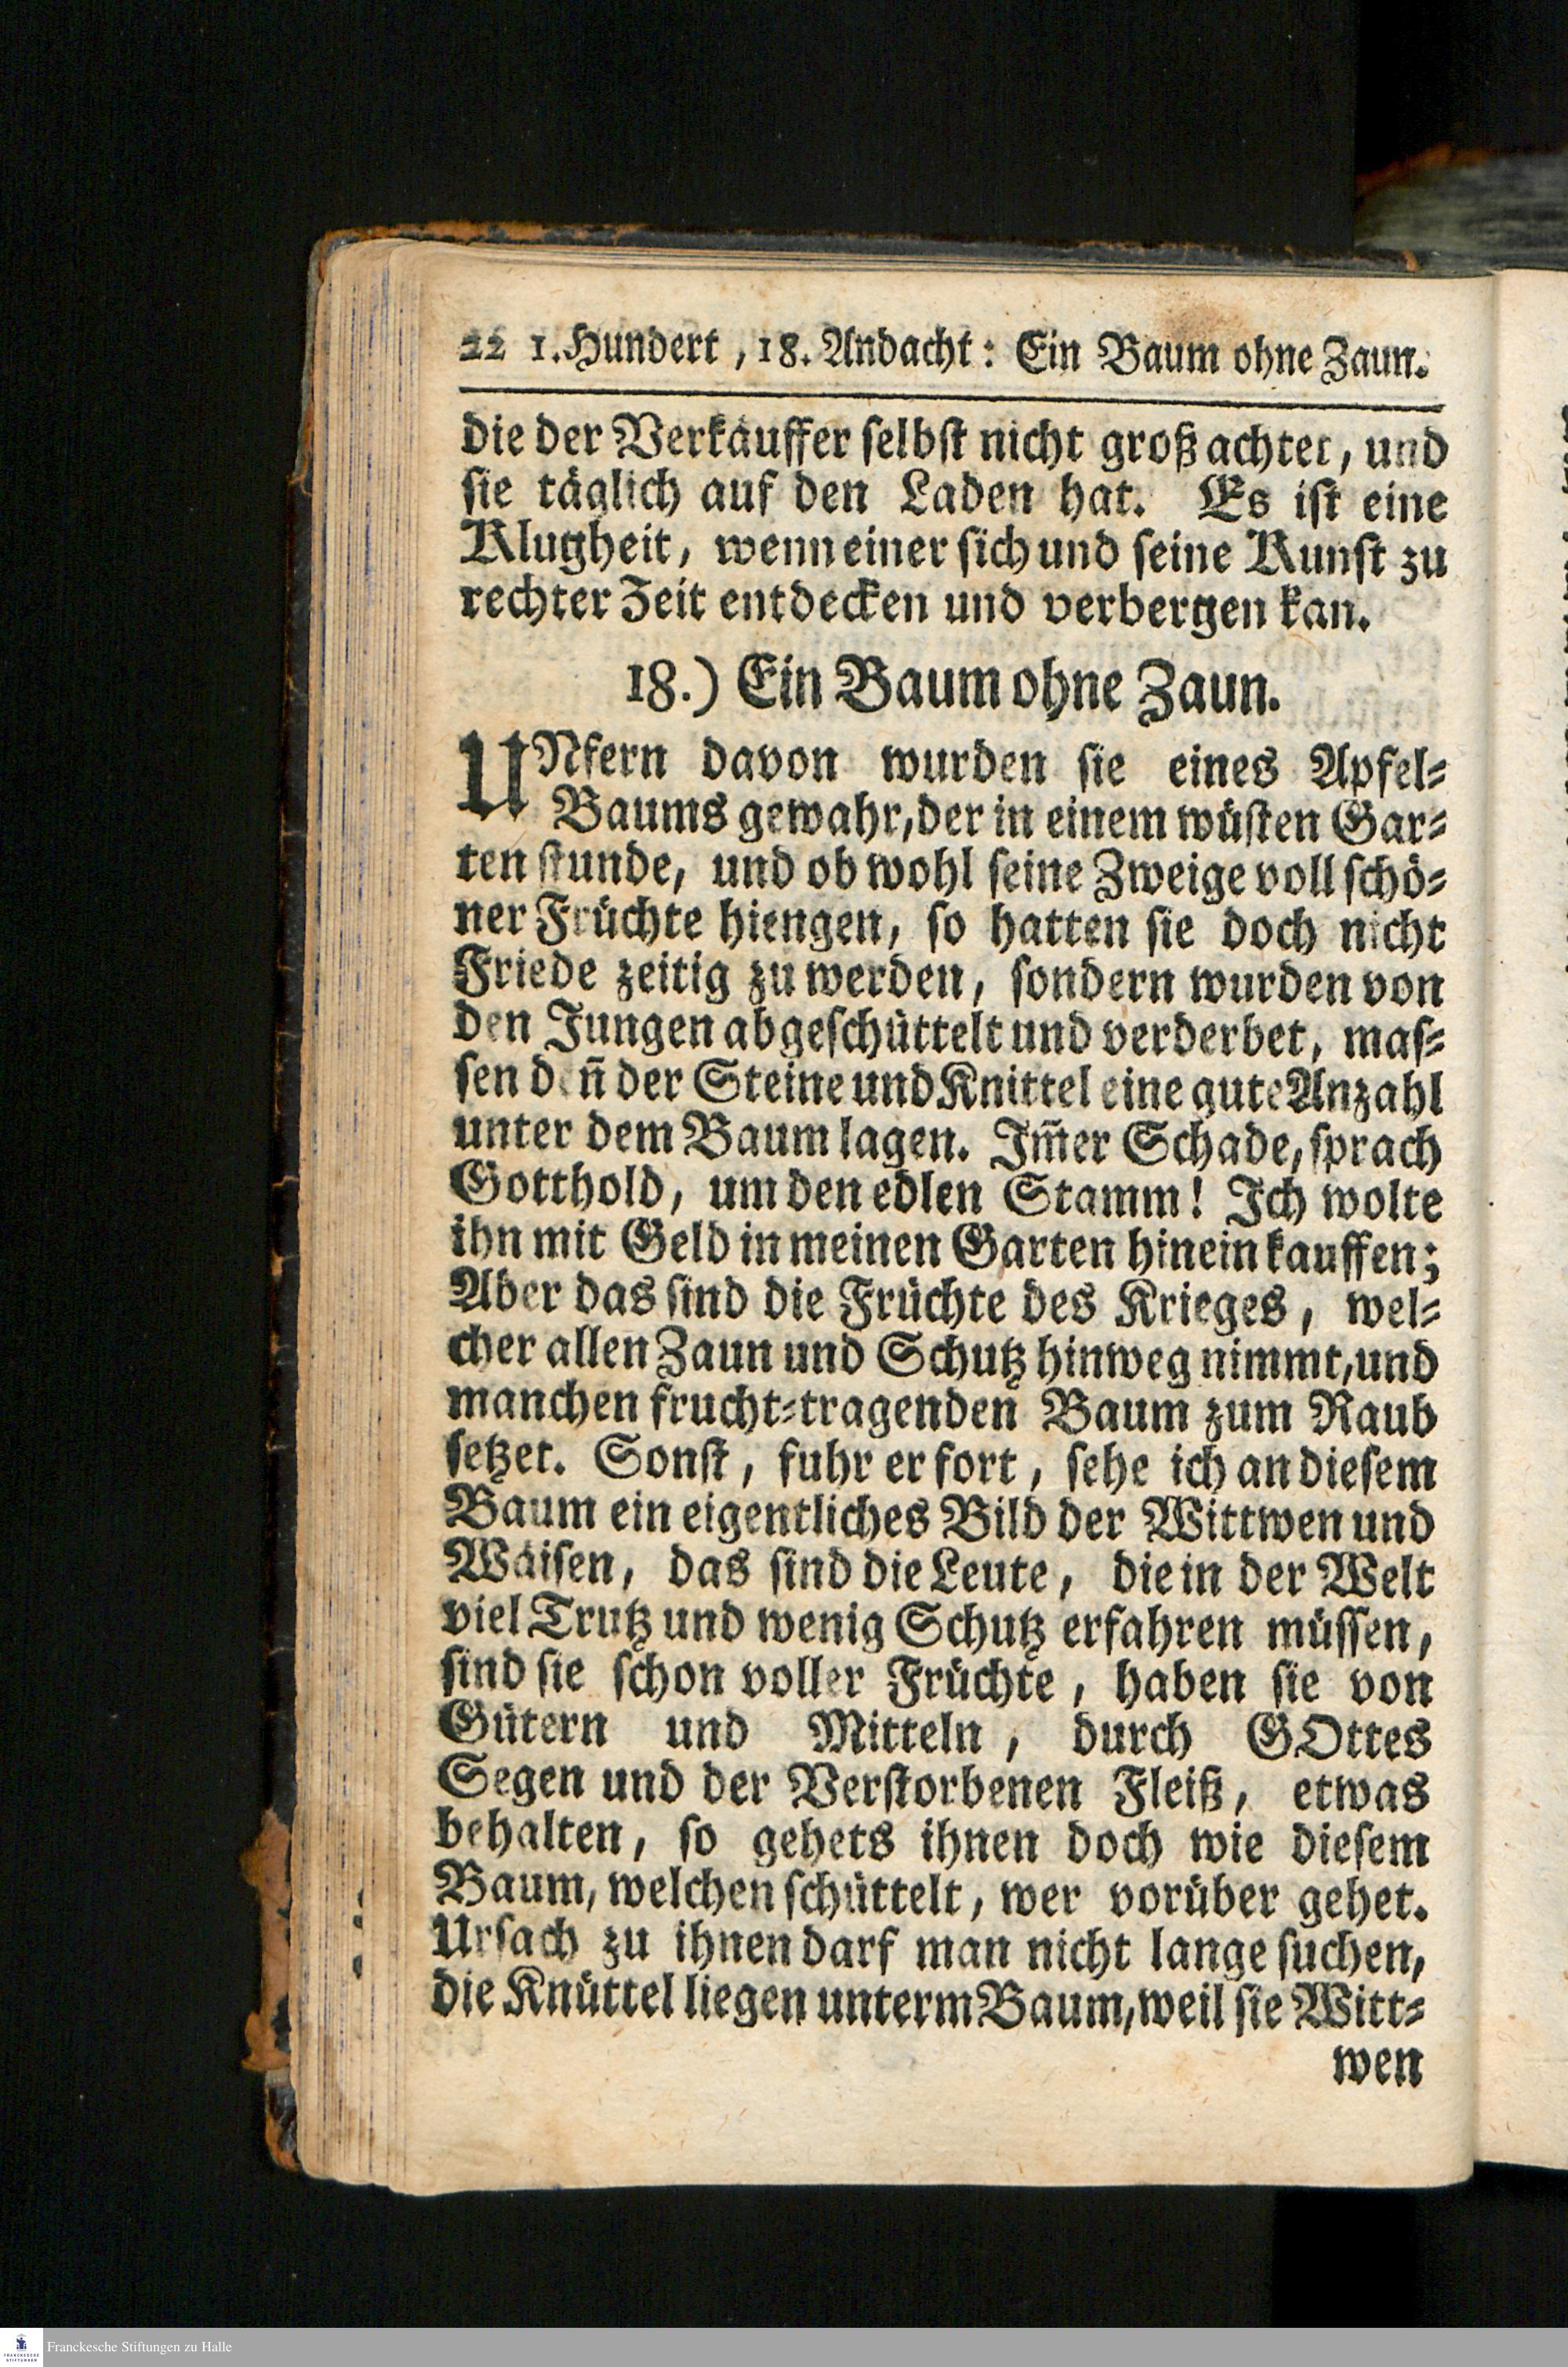 22 1. Hundert, 18. Andacht: Ein Baum ohne Zaun.
die der Verkäuffer selbst nicht groß achtet, und
sie täglich auf den Laden hat. Es ist eine
Klugheit, wenn einer sich und seine Kunst zu
rechter Zeit entdecken und verbergen kan.
18.) Ein Baum ohne Zaun.
UNfern davon wurden sie eines Apfel-
Baums gewahr, der in einem wüsten Gar-
ten stunde, und ob wohl seine Zweige voll schö-
ner Früchte hiengen, so hatten sie doch nicht
Friede zeitig zu werden, sondern wurden von
den Jungen abgeschüttelt und verderbet, mas-
sen den̄ der Steine und Knittel eine gute Anzahl
unter dem Baum lagen. Im̄er Schade, sprach
Gotthold, um den edlen Stamm! Ich wolte
ihn mit Geld in meinen Garten hinein kauffen;
Aber das sind die Früchte des Krieges, wel-
cher allen Zaun und Schutz hinweg nimmt, und
manchen frucht-tragenden Baum zum Raub
setzet. Sonst, fuhr er fort, sehe ich an diesem
Baum ein eigentliches Bild der Wittwen und
Wäisen, das sind die Leute, die in der Welt
viel Trutz und wenig Schutz erfahren müssen,
sind sie schon voller Früchte, haben sie von
Gütern und Mitteln, durch GOttes
Segen und der Verstorbenen Fleiß, etwas
behalten, so gehets ihnen doch wie diesem
Baum, welchen schüttelt, wer vorüber gehet.
Ursach zu ihnen darf man nicht lange suchen,
die Knüttel liegen unterm Baum, weil sie Witt-
wen
Franckesche Stiftungen zu Halle
FRANCKESCHE
STIFTUNGEN